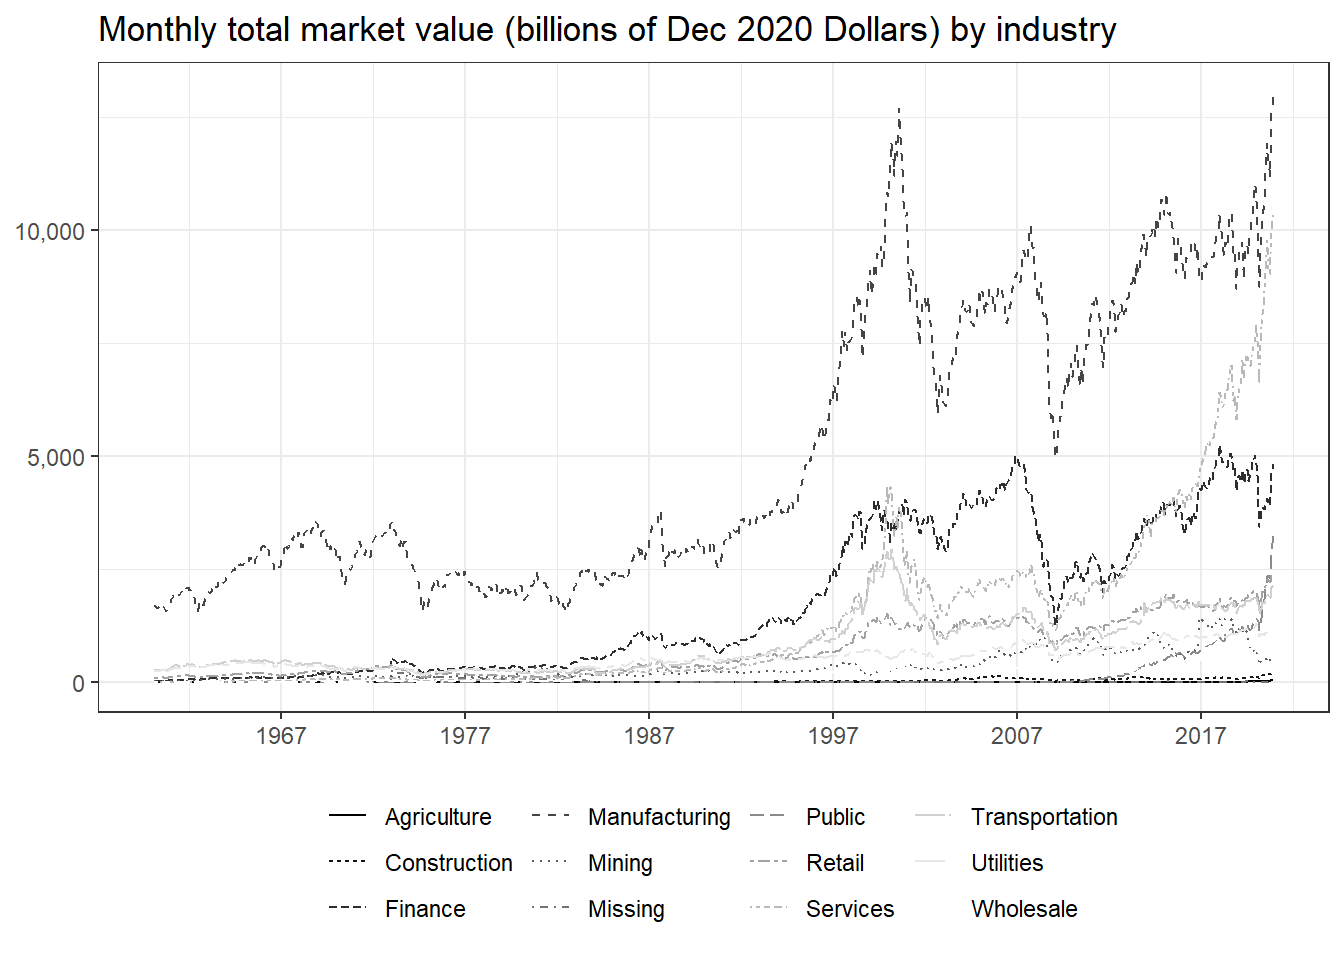 Monthly total market value (billions of Dec 2020 Dollars) by industry
10,000
5,000
0
1967 1977 1987 1997 2007 2017
Agriculture Manufacturing Public Transportation
Construction Mining Retail Utilities
Finance Missing Services Wholesale